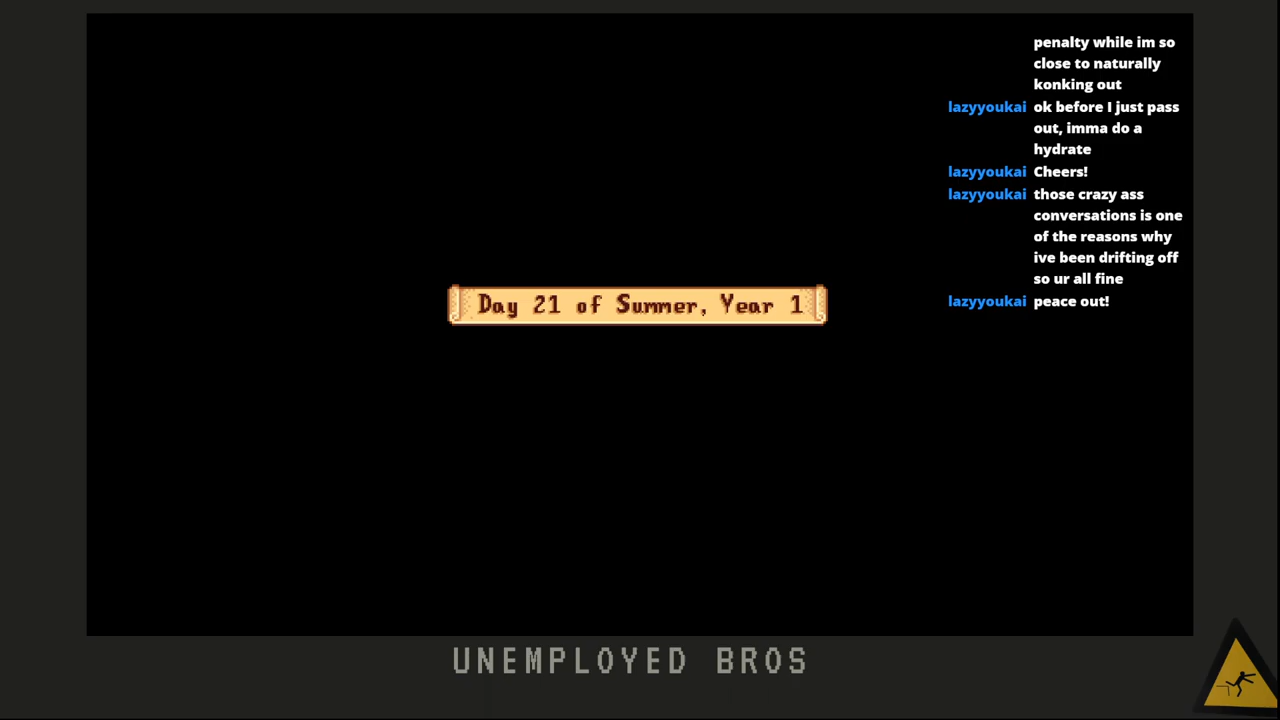 penalty while im so
close to naturally
konking out
lazyyoukai ok before I just pass
out, imma do a
hydrate
lazyyoukai Cheers!
lazyyoukai those crazy ass
conversations is one
of the reasons why
ive been drifting off
so ur all fine
lazyyoukai peace out!
Day 21 of Summer, Year 1
UNEMPLOYED BROS